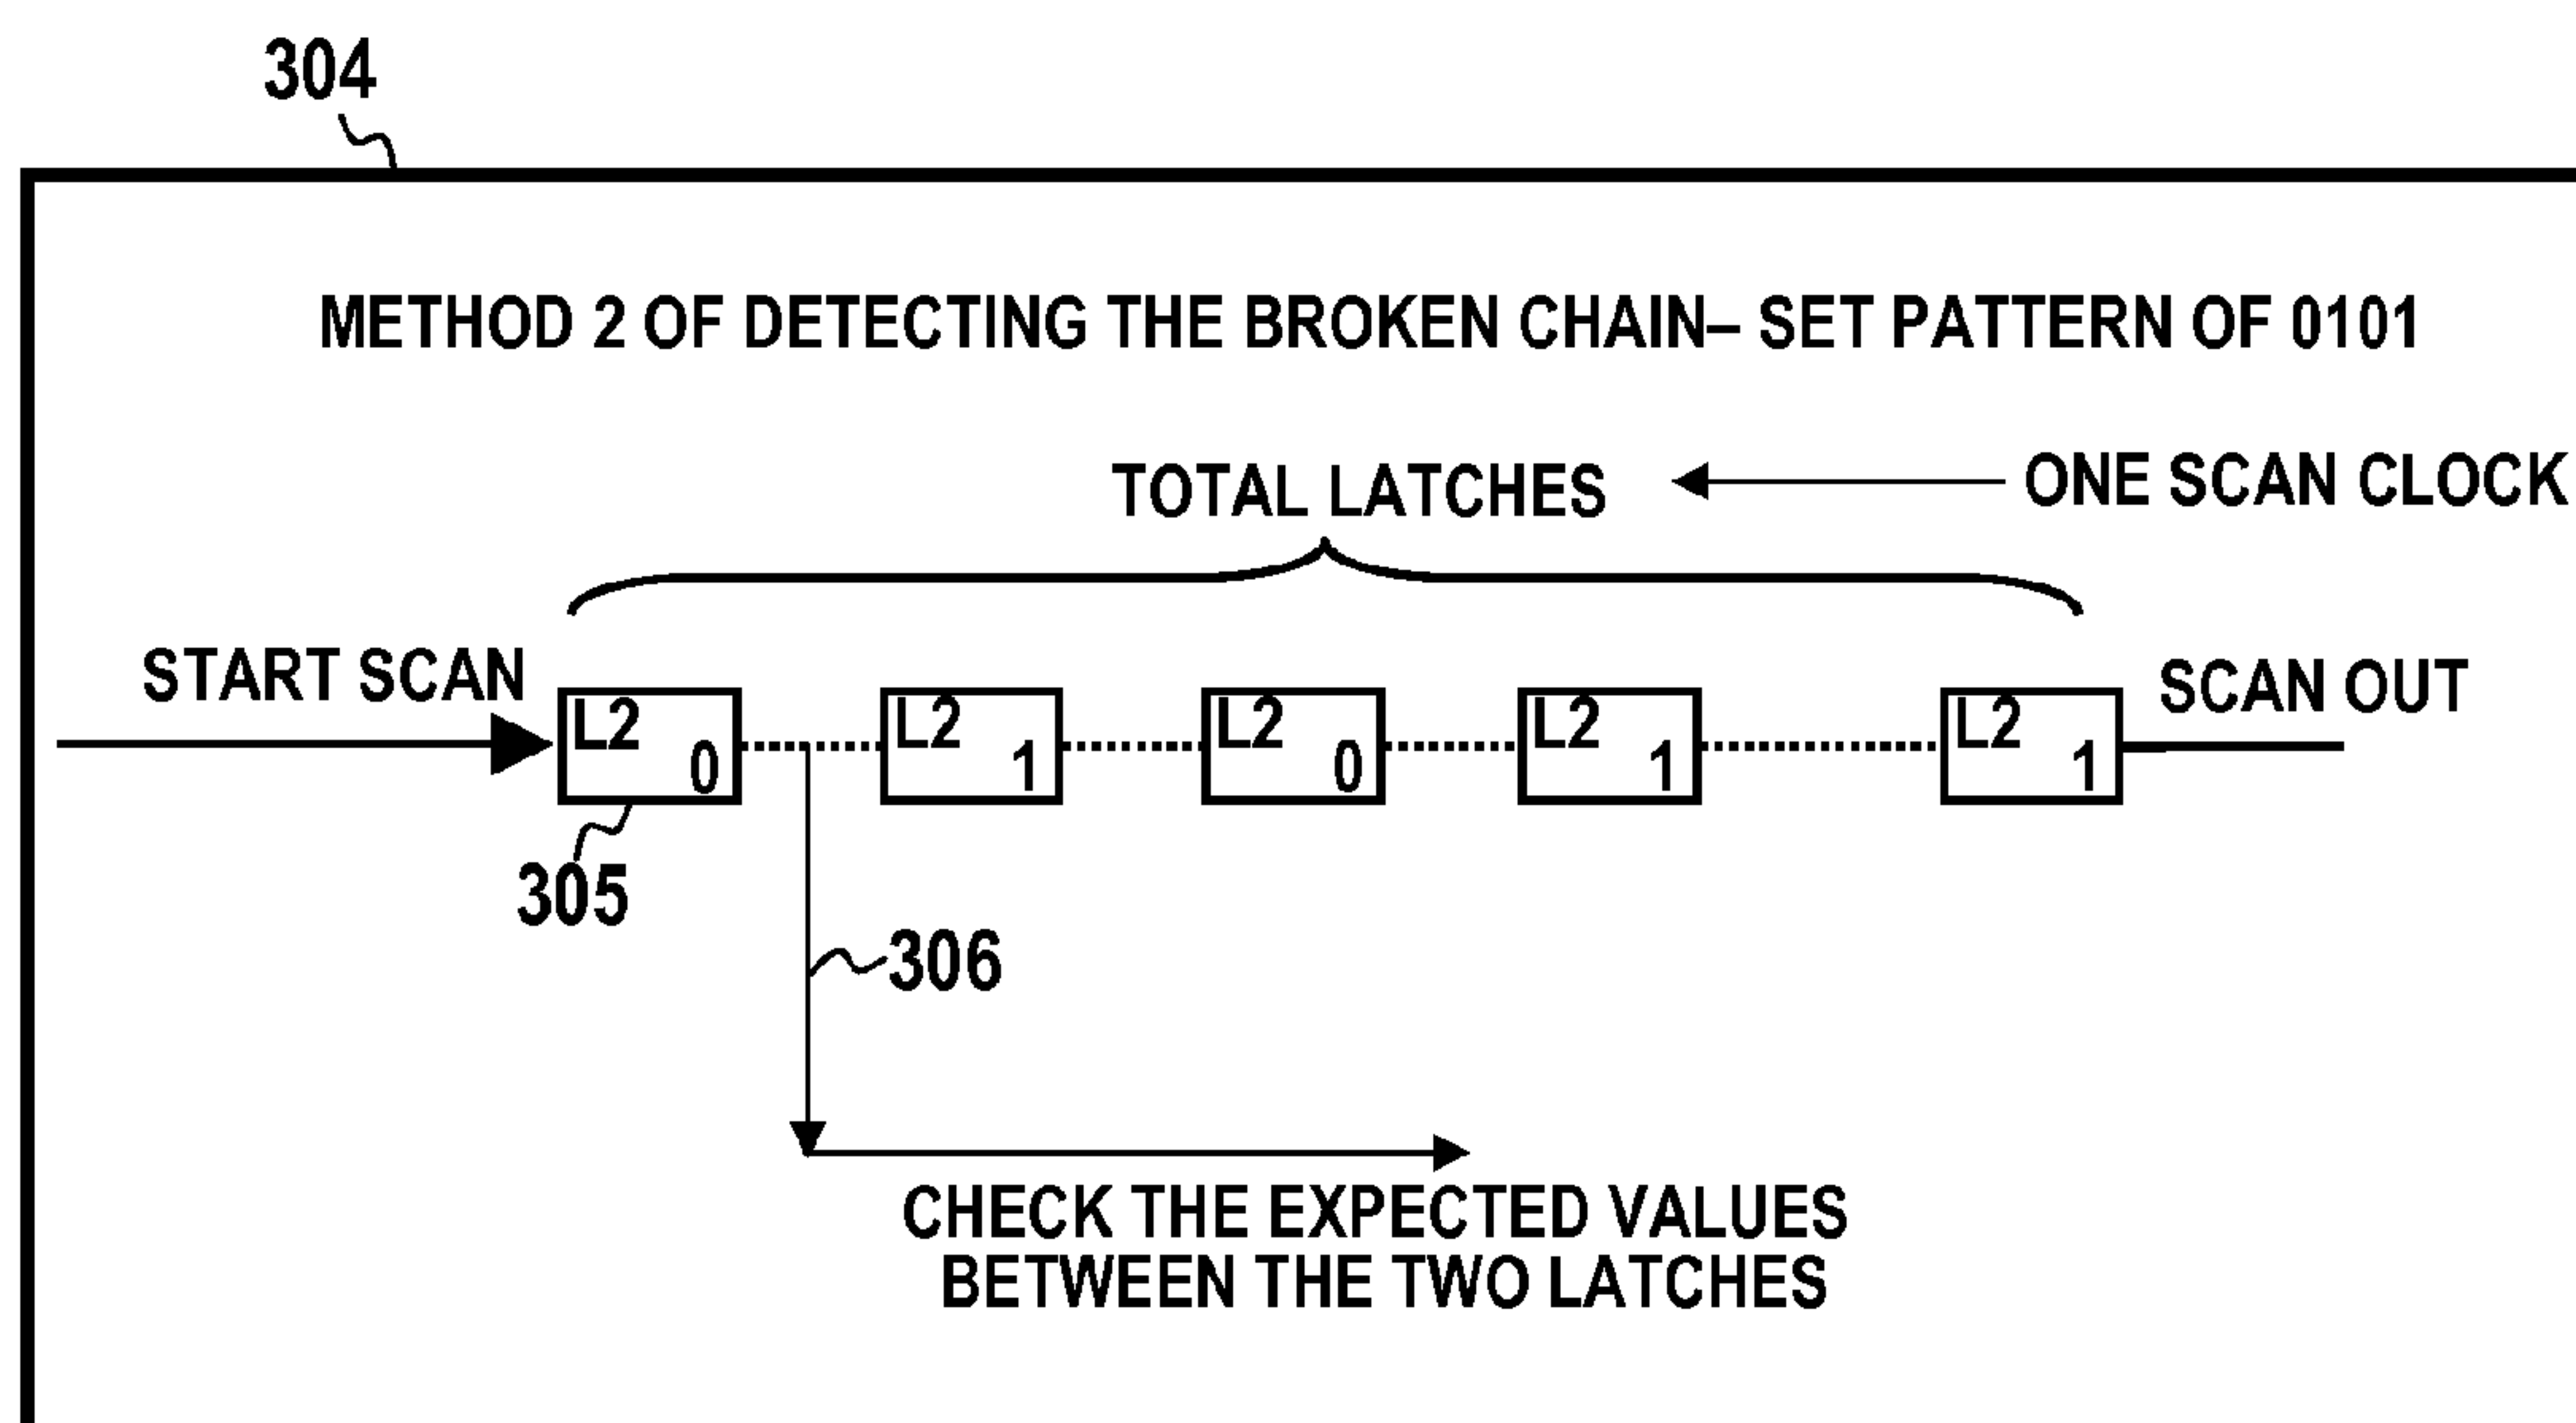 304
METHOD 2 OF DETECTING THE BROKEN CHAIN– SET PATTERN OF 0101
TOTAL LATCHES
ONE SCAN CLOCK
START SCAN
SCAN OUT
L2 0
L2 1
L2 0
L2 1
L2 1
305
306
CHECK THE EXPECTED VALUES
BETWEEN THE TWO LATCHES